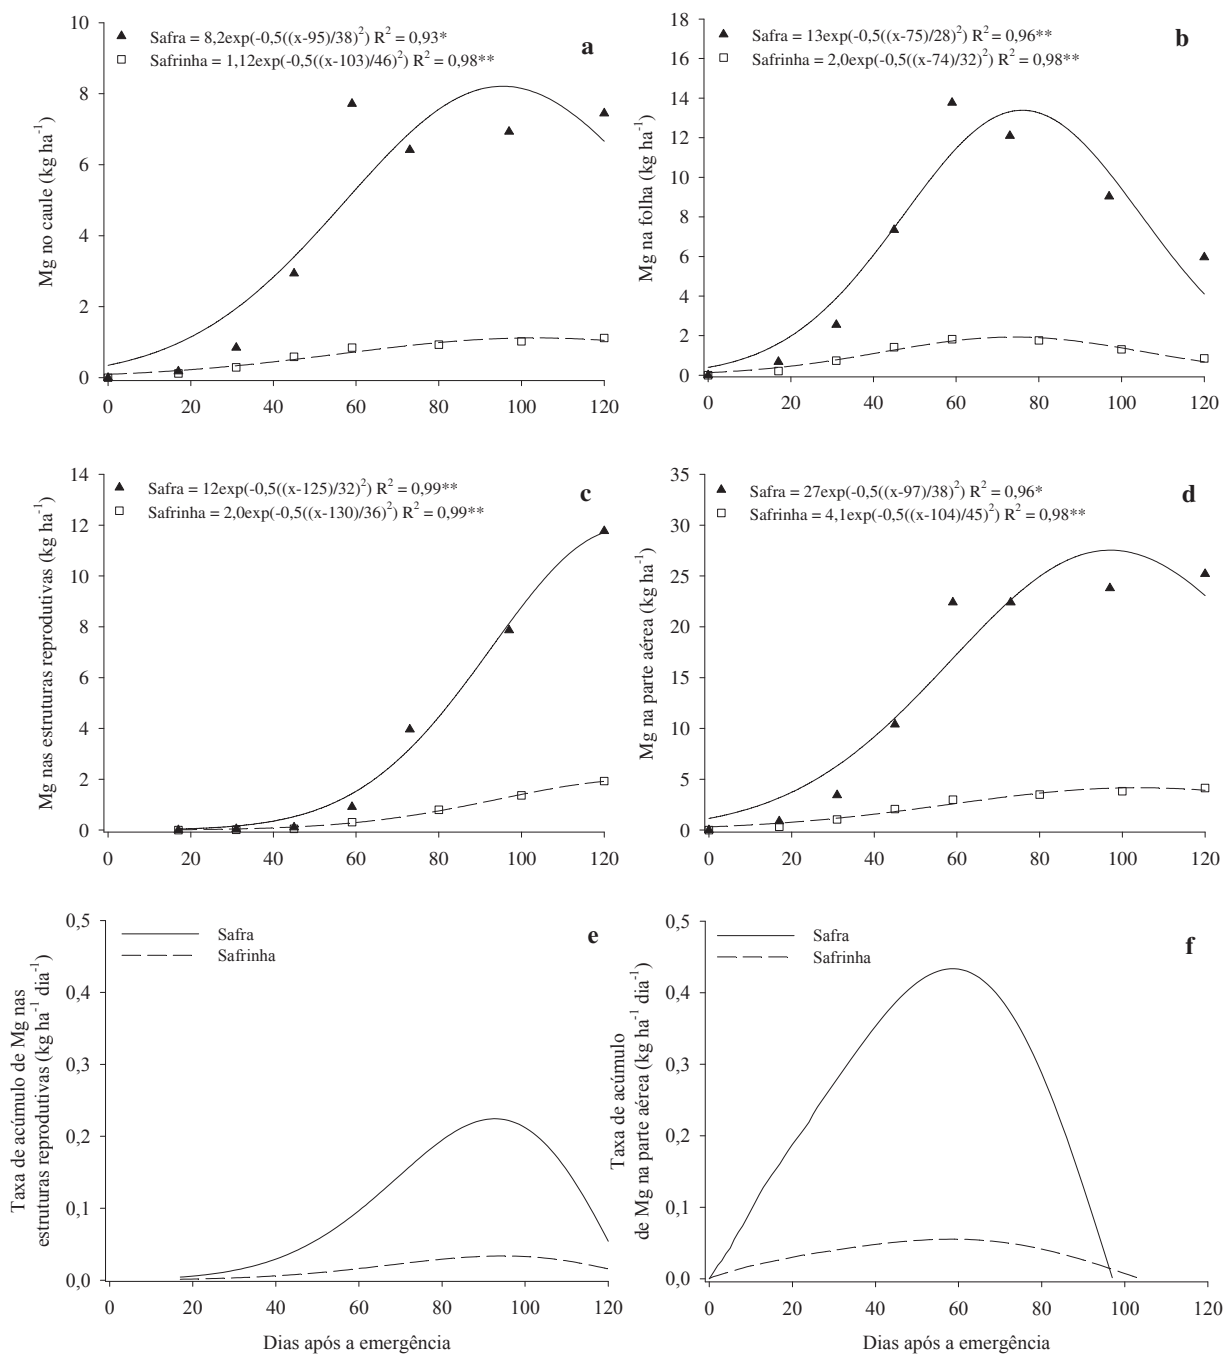 a
Safra = 8,2exp(-0,5((x-95)/38)²) R² = 0,93*
Safrinha = 1,12exp(-0,5((x-103)/46)²) R² = 0,98**
Mg no caule (kg ha⁻¹)
10
8
6
4
2
0
0 20 40 60 80 100 120
b
Safra = 13exp(-0,5((x-75)/28)²) R² = 0,96**
Safrinha = 2,0exp(-0,5((x-74)/32)²) R² = 0,98**
Mg na folha (kg ha⁻¹)
18
16
14
12
10
8
6
4
2
0
0 20 40 60 80 100 120
c
Safra = 12exp(-0,5((x-125)/32)²) R² = 0,99**
Safrinha = 2,0exp(-0,5((x-130)/36)²) R² = 0,99**
Mg nas estruturas reprodutivas (kg ha⁻¹)
14
12
10
8
6
4
2
0
0 20 40 60 80 100 120
d
Safra = 27exp(-0,5((x-97)/38)²) R² = 0,96*
Safrinha = 4,1exp(-0,5((x-104)/45)²) R² = 0,98**
Mg na parte aérea (kg ha⁻¹)
35
30
25
20
15
10
5
0
0 20 40 60 80 100 120
e
Safra
Safrinha
Taxa de acúmulo de Mg nas
estruturas reprodutivas (kg ha⁻¹ dia⁻¹)
0,5
0,4
0,3
0,2
0,1
0,0
0 20 40 60 80 100 120
Dias após a emergência
f
Safra
Safrinha
Taxa de acúmulo
de Mg na parte aérea (kg ha⁻¹ dia⁻¹)
0,5
0,4
0,3
0,2
0,1
0,0
0 20 40 60 80 100 120
Dias após a emergência